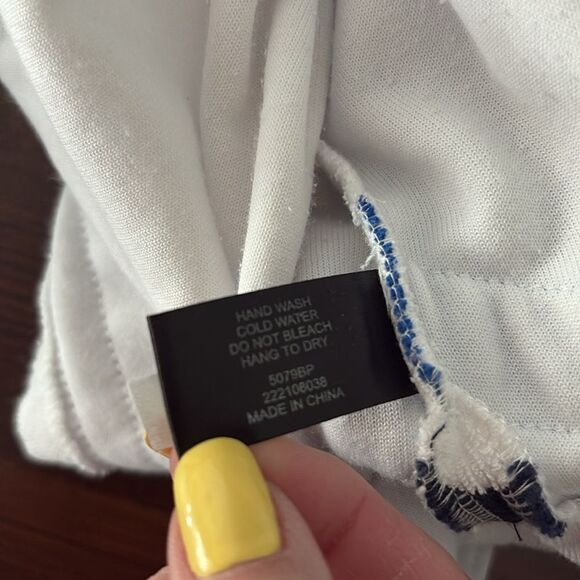 HAND WASH
COLD WATER
DO NOT BLEACH
HANG TO DRY
5079BP
222106038
MADE IN CHINA